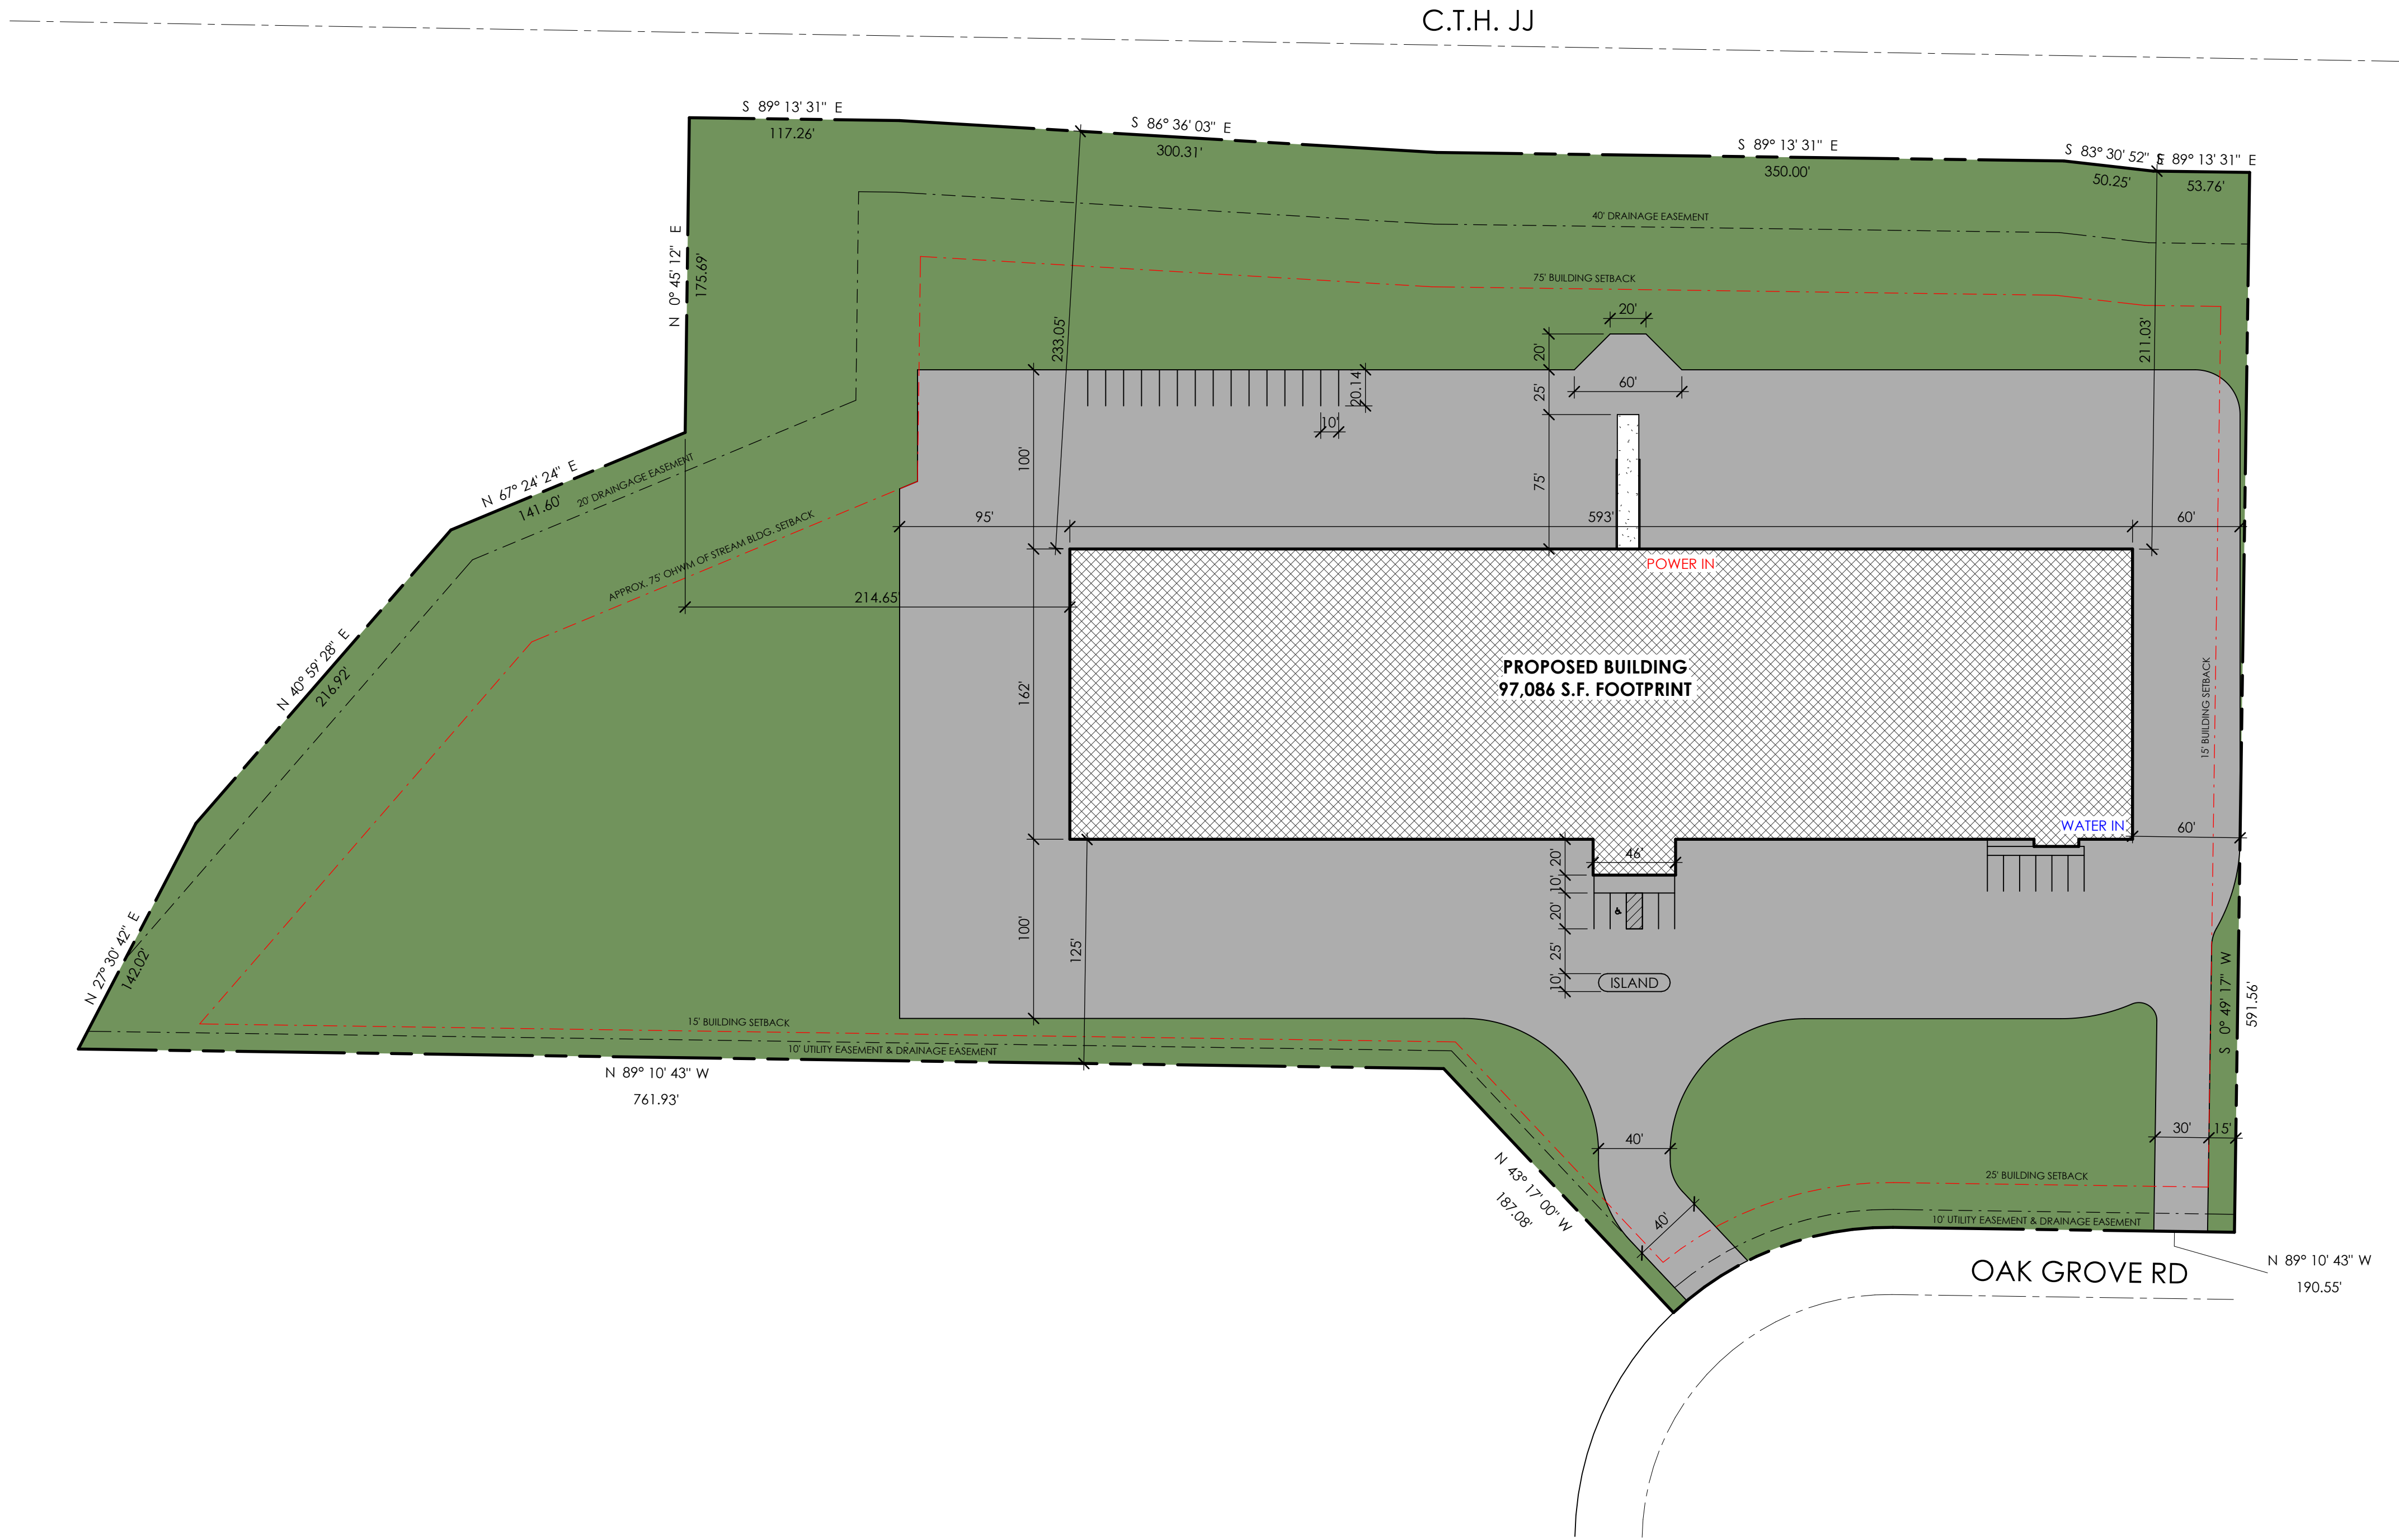 C.T.H. JJ
S 89° 13' 31" E
117.26'
S 86° 36' 03" E
300.31'
S 89° 13' 31" E
350.00'
S 83° 30' 52" E
50.25'
S 89° 13' 31" E
53.76'
N 0° 45' 12" E
175.69'
40' DRAINAGE EASEMENT
75' BUILDING SETBACK
20'
233.05'
20'
211.03'
60'
25'
20.14
10'
100'
75'
N 67° 24' 24" E
141.60'
20' DRAINGAGE EASEMENT
APPROX. 75' OHWM OF STREAM BLDG. SETBACK
95'
593'
60'
POWER IN
214.65'
N 40° 59' 28" E
216.92'
162'
PROPOSED BUILDING
97,086 S.F. FOOTPRINT
15' BUILDING SETBACK
WATER IN
60'
46'
20'
10'
20'
25'
10'
ISLAND
100'
125'
N 27° 30' 42" E
142.02'
S 0° 49' 17" W
591.56'
15' BUILDING SETBACK
10' UTILITY EASEMENT & DRAINAGE EASEMENT
N 89° 10' 43" W
761.93'
40'
30'
15'
N 43° 17' 00" W
187.08'
40'
25' BUILDING SETBACK
10' UTILITY EASEMENT & DRAINAGE EASEMENT
OAK GROVE RD
N 89° 10' 43" W
190.55'